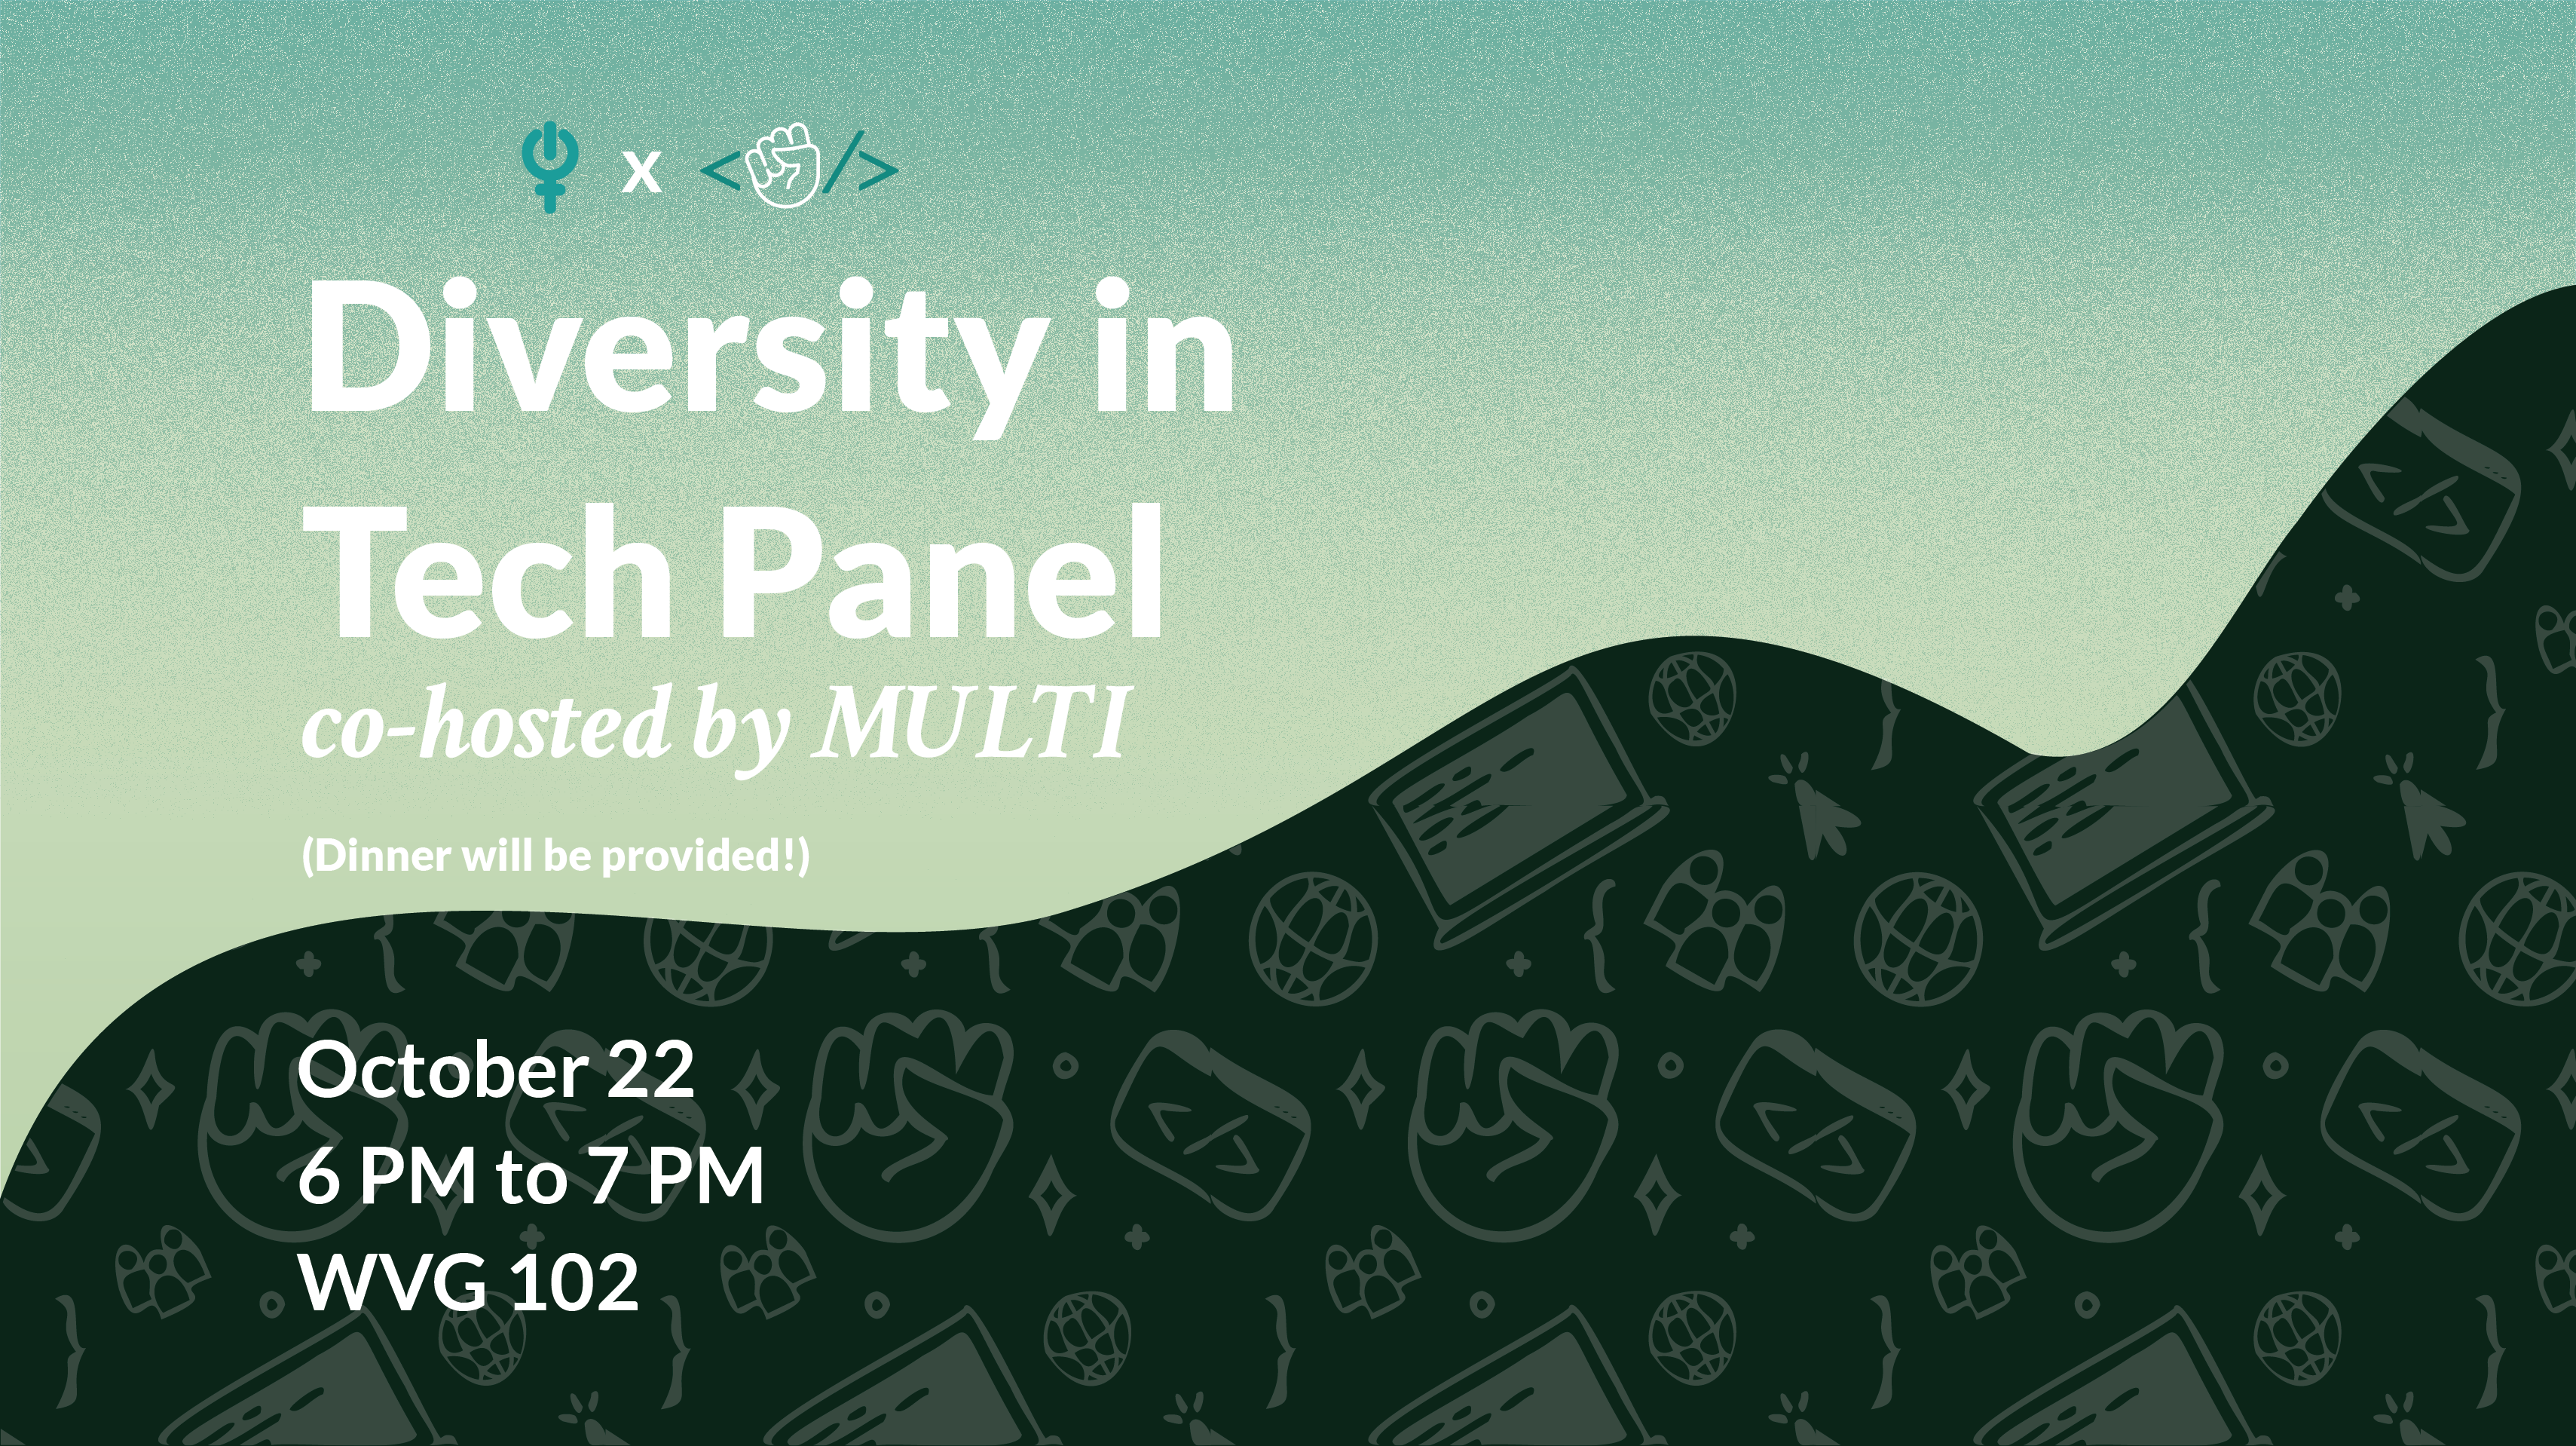 x </>
Diversity in
Tech Panel
co-hosted by MULTI
(Dinner will be provided!)
October 22
6 PM to 7 PM
WVG 102